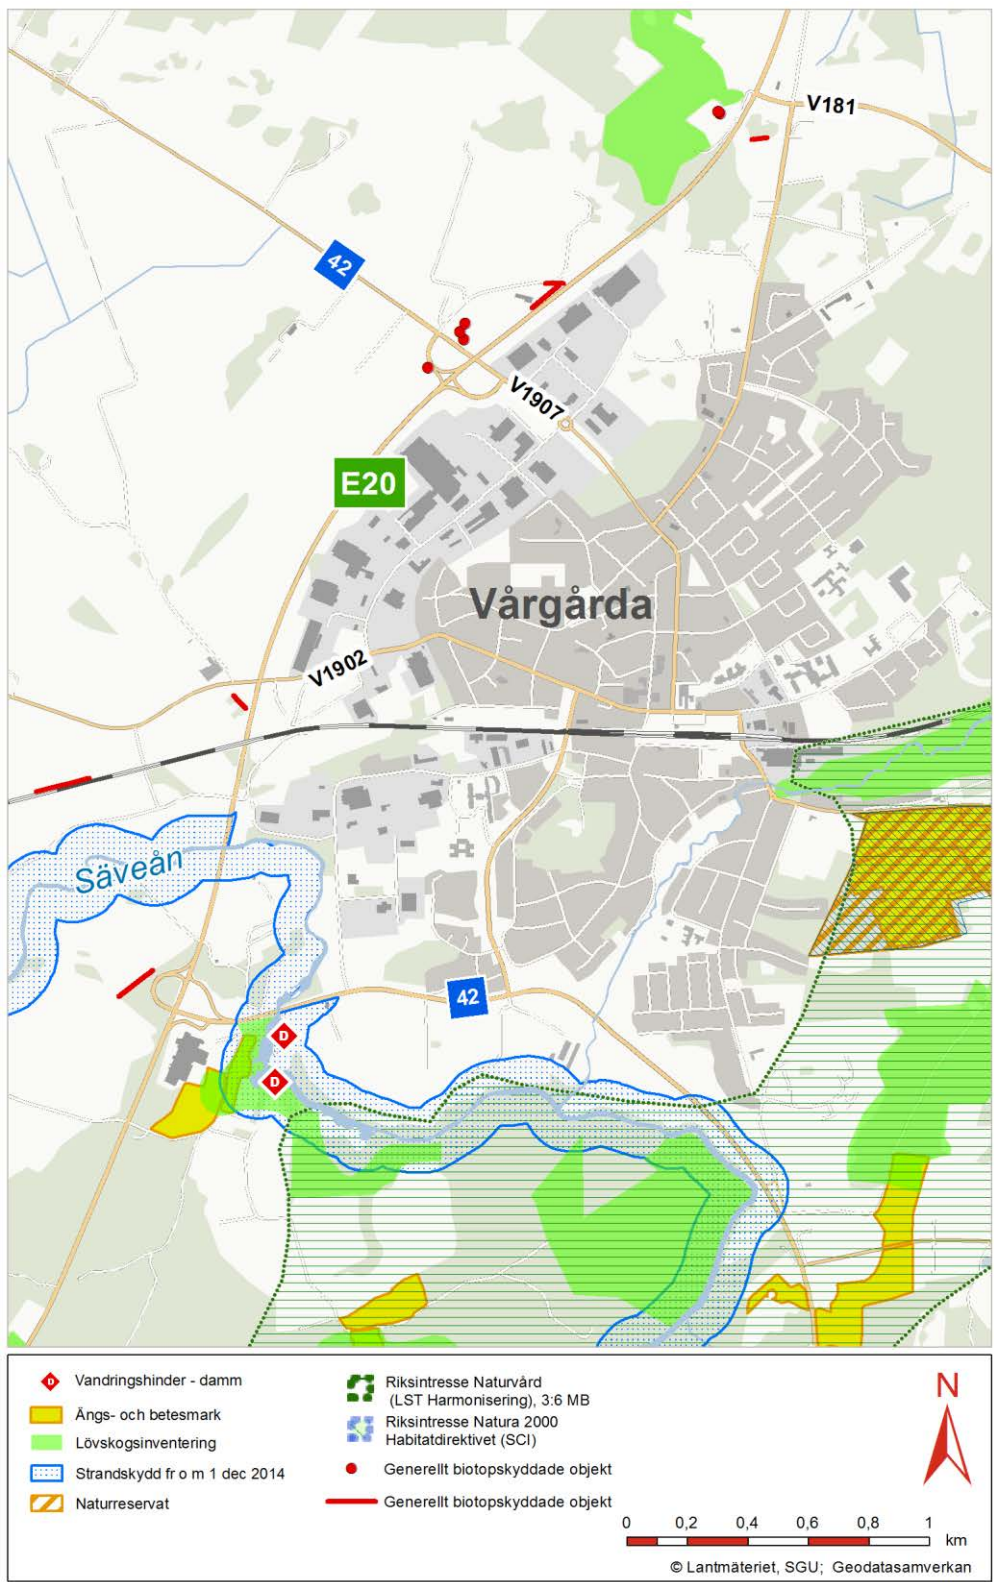 V181
42
V1907
E20
Vårgårda
V1902
Säveån
42
D
D
D Vandringshinder - damm
Ängs- och betesmark
Lövskogsinventering
Strandskydd fr o m 1 dec 2014
Naturreservat
Riksintresse Naturvård
(LST Harmonisering), 3:6 MB
Riksintresse Natura 2000
Habitatdirektivet (SCI)
Generellt biotopskyddade objekt
Generellt biotopskyddade objekt
N
0 0,2 0,4 0,6 0,8 1
km
© Lantmäteriet, SGU; Geodatasamverkan